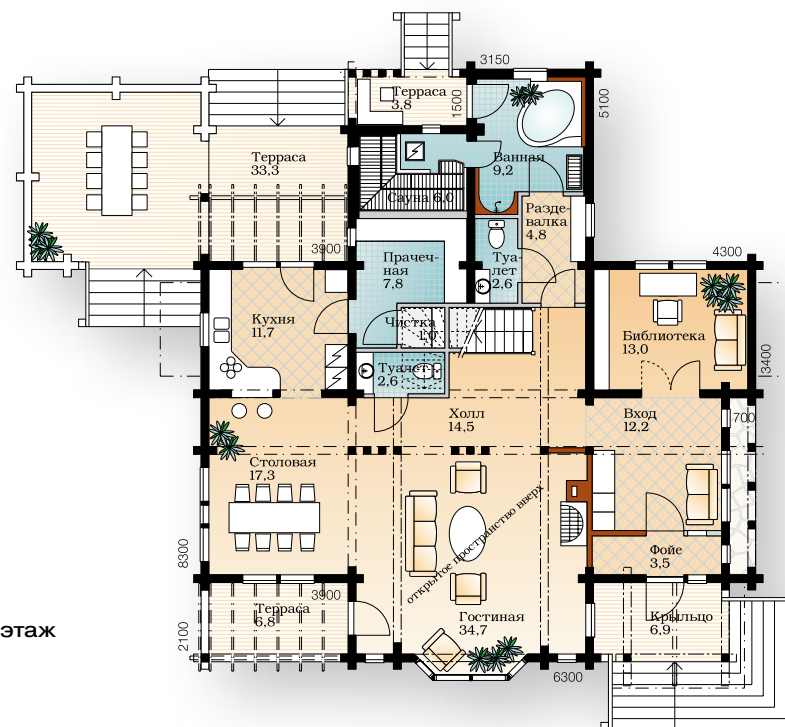 3150
Терраса
3,8
1500
5100
Терраса
33,3
Ванная
9,2
Сауна 6,0
Разде-
валка
4,8
3900
Прачеч-
ная
7,8
Туа-
лет
2,6
4300
Кухня
11,7
Чистка
1,0
Библиотека
13,0
3400
Туалет
2,6
Холл
14,5
Вход
12,2
700
Столовая
17,3
открытое пространство вверх
8300
Фойе
3,5
3900
Терраса
6,8
Гостиная
34,7
Крыльцо
6,9
2100
этаж
6300